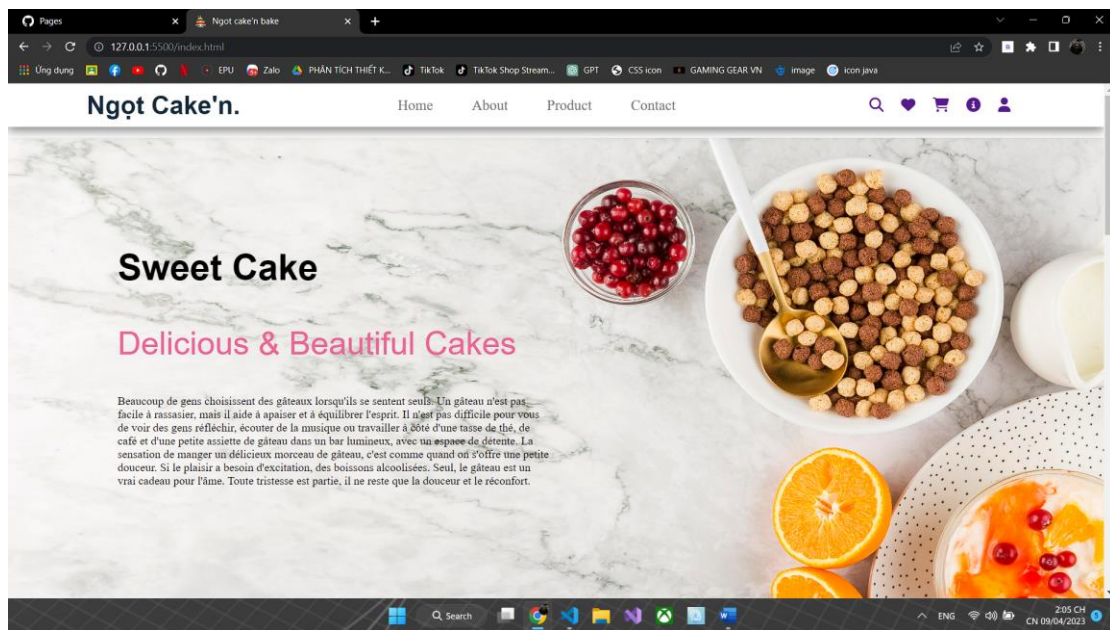 Pages
Ngot cake'n bake
127.0.0.1:5500/index.html
Ứng dụng
EPU
Zalo
PHÂN TÍCH THIẾT K...
TikTok
TikTok Shop Stream...
GPT
CSS icon
GAMING GEAR VN
image
icon java
Ngọt Cake'n.
Home
About
Product
Contact
Sweet Cake
Delicious & Beautiful Cakes
Beaucoup de gens choisissent des gâteaux lorsqu'ils se sentent seuls. Un gâteau n'est pas
facile à rassasier, mais il aide à apaiser et à équilibrer l'esprit. Il n'est pas difficile pour vous
de voir des gens réfléchir, écouter de la musique ou travailler à côté d'une tasse de thé, de
café et d'une petite assiette de gâteau dans un bar lumineux, avec un espace de détente. La
sensation de manger un délicieux morceau de gâteau, c'est comme quand on s'offre une petite
douceur. Si le plaisir a besoin d'excitation, des boissons alcoolisées. Seul, le gâteau est un
vrai cadeau pour l'âme. Toute tristesse est partie, il ne reste que la douceur et le réconfort.
Search
ENG
2:05 CH
CN 09/04/2023